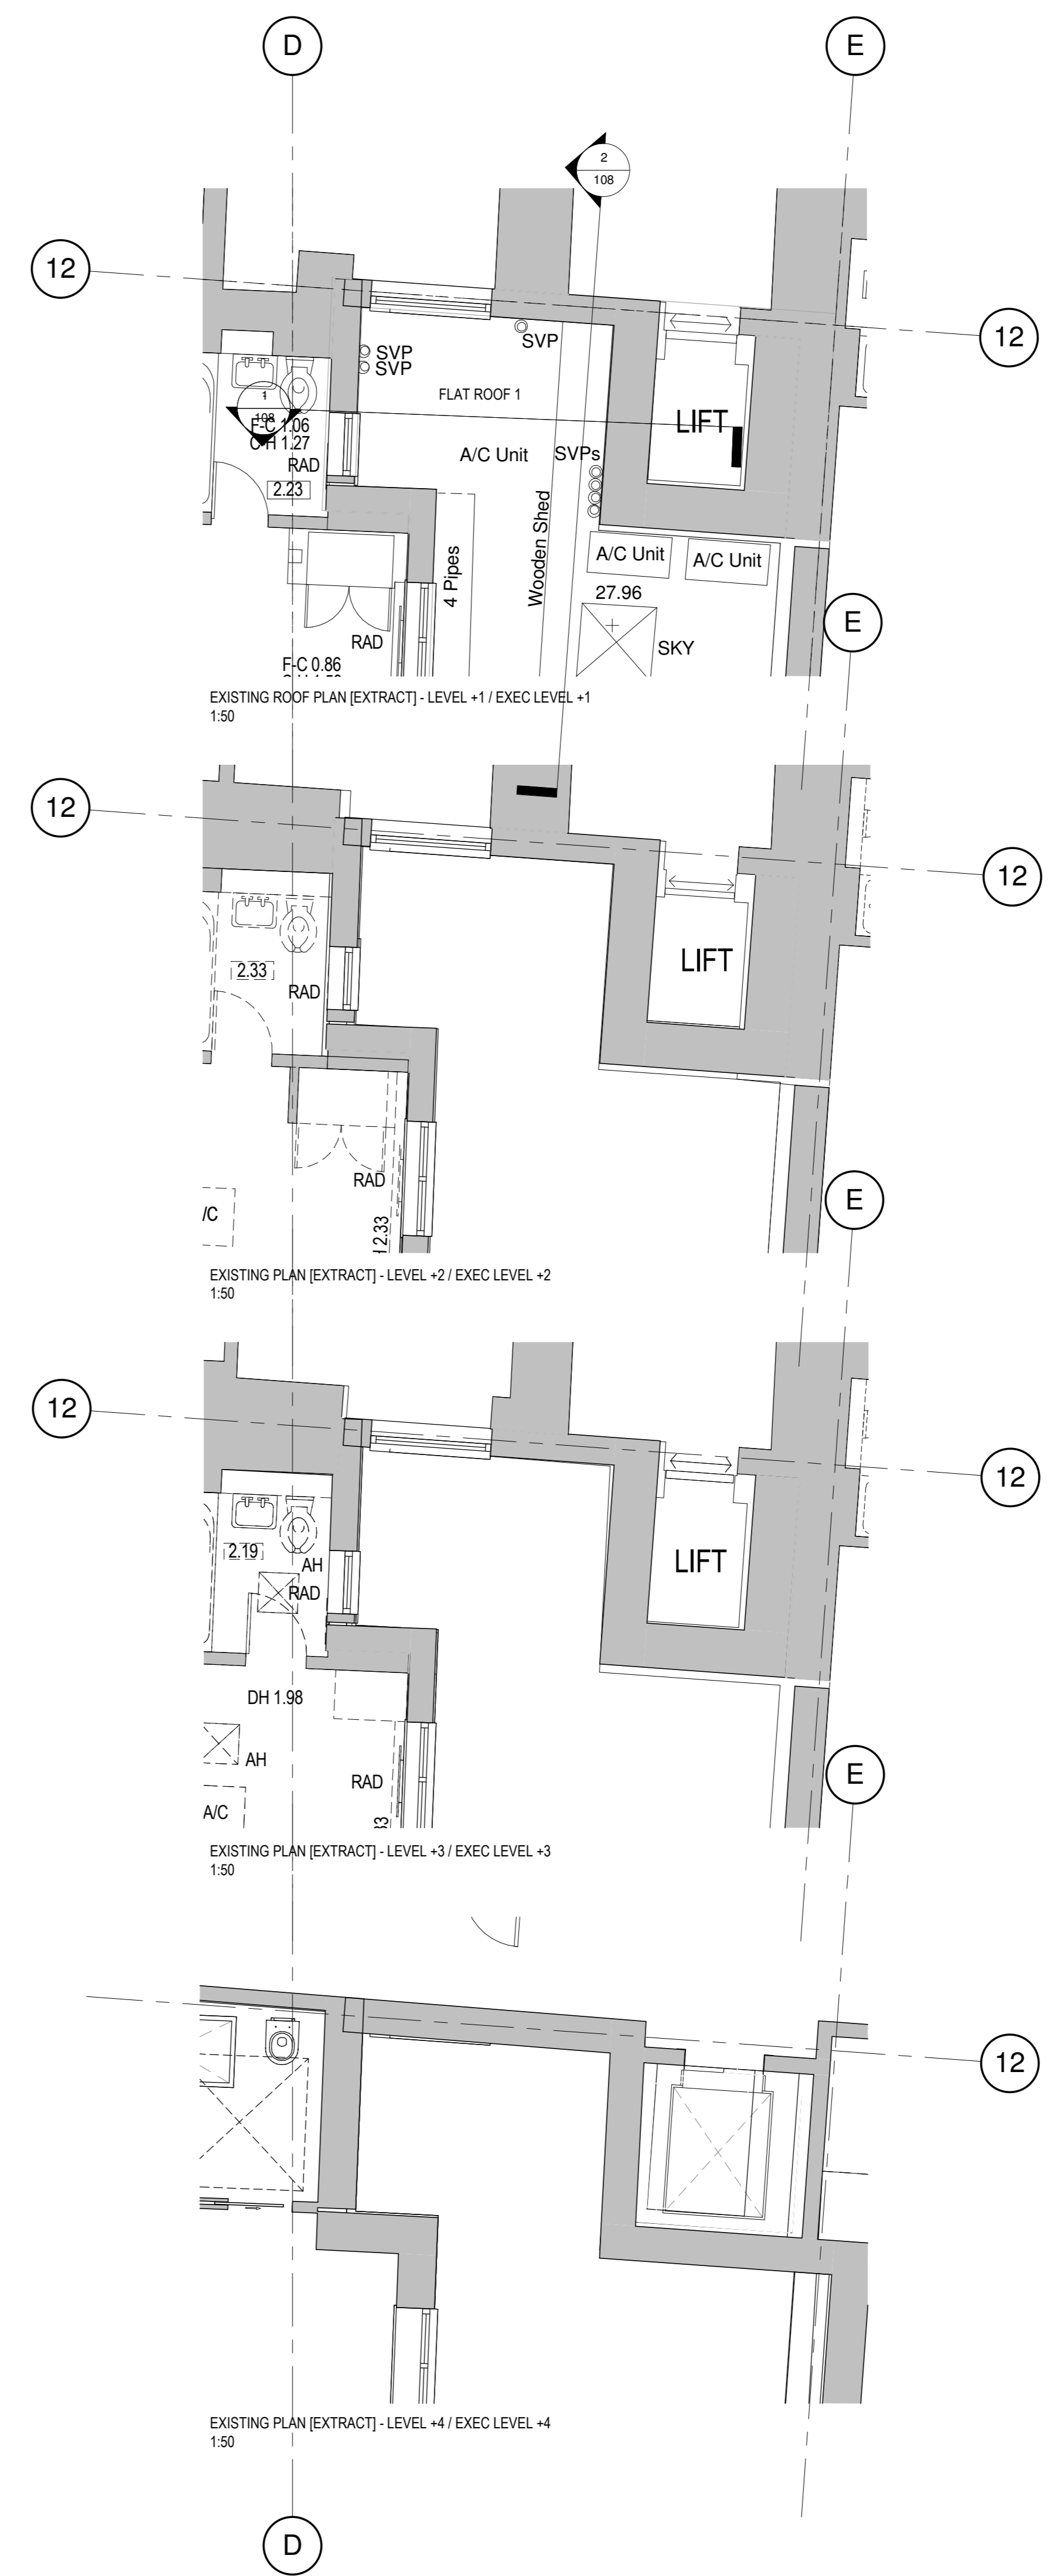 D
E
2
108
12
12
SVP
SVP
SVP
FLAT ROOF 1
1
108
F-C 1.06
C-H 1.27
LIFT
RAD
A/C Unit
SVPs
2.23
4 Pipes
Wooden Shed
A/C Unit
A/C Unit
27.96
E
RAD
SKY
F-C 0.86
EXISTING ROOF PLAN [EXTRACT] - LEVEL +1 / EXEC LEVEL +1
1:50
12
12
2.33
LIFT
RAD
RAD
E
/C
2.33
EXISTING PLAN [EXTRACT] - LEVEL +2 / EXEC LEVEL +2
1:50
12
12
2.19
LIFT
AH
RAD
DH 1.98
AH
RAD
E
A/C
EXISTING PLAN [EXTRACT] - LEVEL +3 / EXEC LEVEL +3
1:50
12
EXISTING PLAN [EXTRACT] - LEVEL +4 / EXEC LEVEL +4
1:50
D